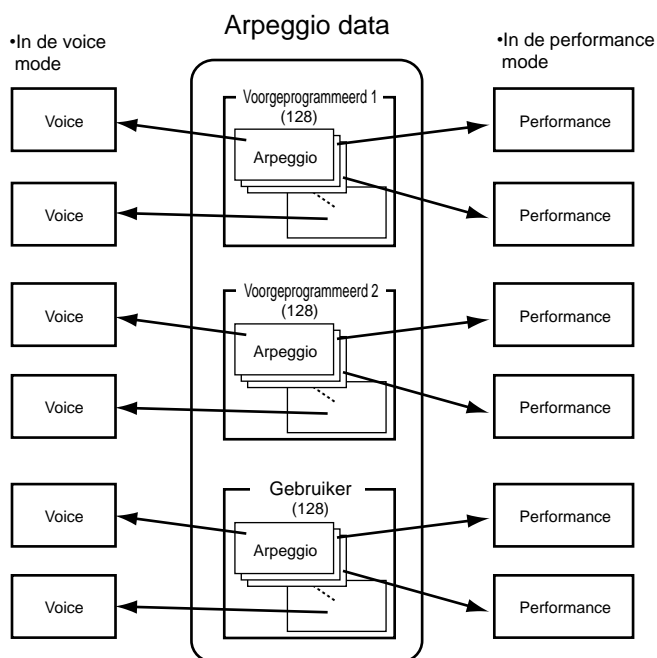 Arpeggio data
•In de voice
mode
•In de performance
mode
Voorgeprogrammeerd 1
(128)
Voice
Arpeggio
Performance
Voice
Performance
Voorgeprogrammeerd 2
(128)
Voice
Arpeggio
Performance
Voice
Performance
Gebruiker
(128)
Voice
Arpeggio
Performance
Voice
Performance